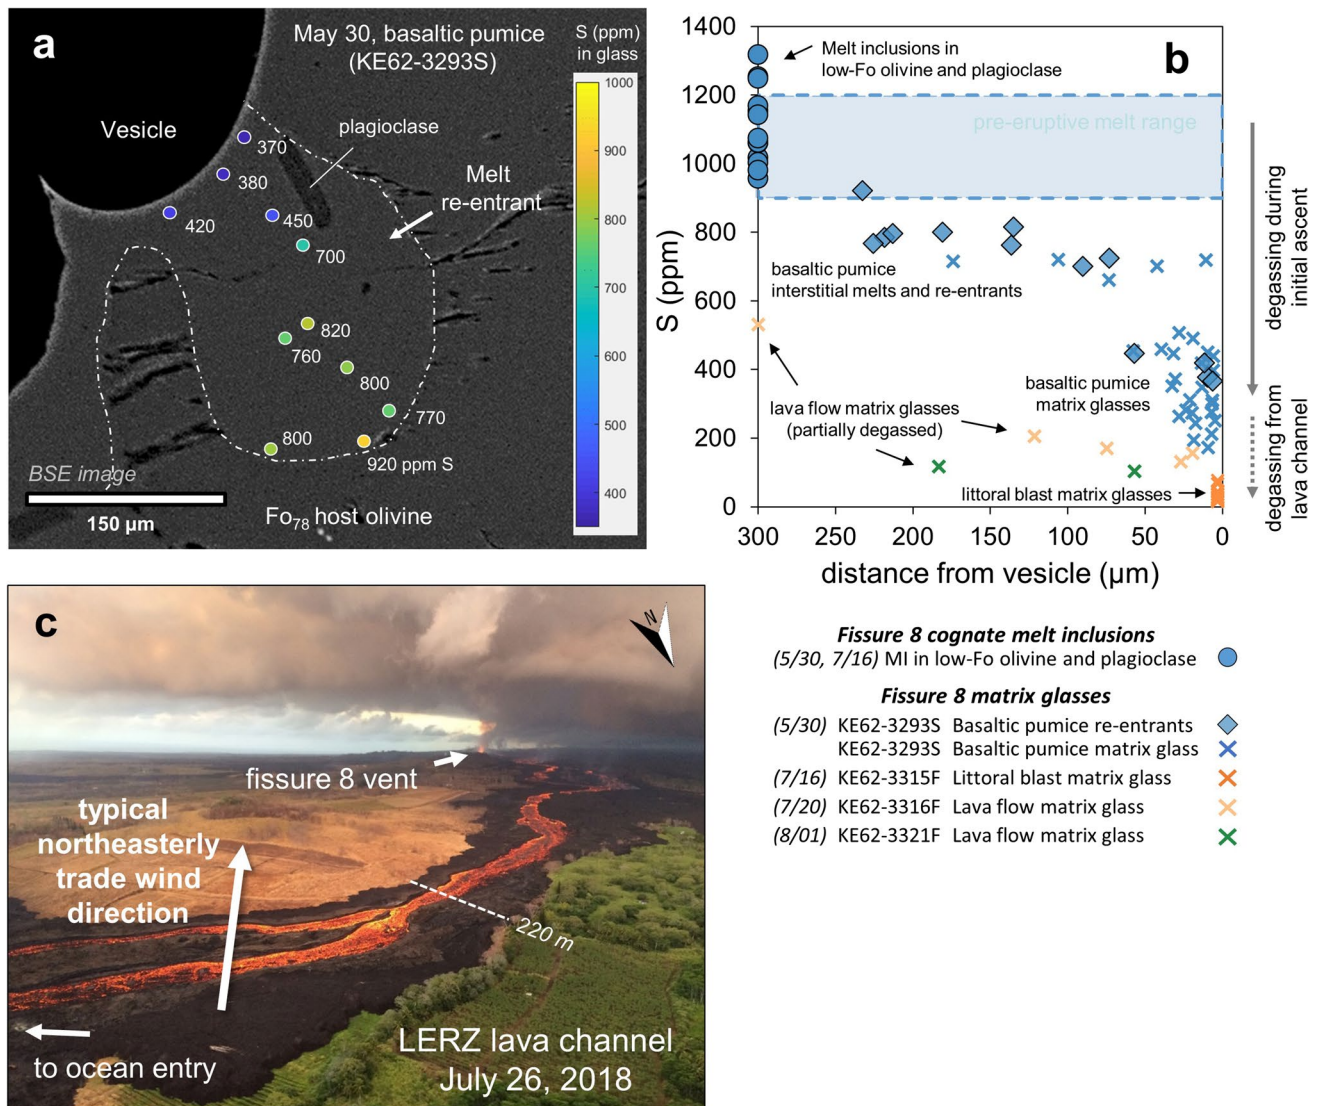 a
May 30, basaltic pumice
(KE62-3293S)
S (ppm)
in glass
Vesicle
plagioclase
Melt
re-entrant
370
380
420
450
700
820
760
800
770
800
920 ppm S
1000
900
800
700
600
500
400
BSE image
150 µm
Fo78 host olivine
b
1400
1200
1000
800
600
400
200
0
S (ppm)
300
250
200
150
100
50
0
distance from vesicle (µm)
Melt inclusions in
low-Fo olivine and plagioclase
pre-eruptive melt range
basaltic pumice
interstitial melts and re-entrants
basaltic pumice
matrix glasses
lava flow matrix glasses
(partially degassed)
littoral blast matrix glasses
degassing during
initial ascent
degassing from
lava channel
Fissure 8 cognate melt inclusions
(5/30, 7/16) MI in low-Fo olivine and plagioclase
Fissure 8 matrix glasses
(5/30) KE62-3293S Basaltic pumice re-entrants
KE62-3293S Basaltic pumice matrix glass
(7/16) KE62-3315F Littoral blast matrix glass
(7/20) KE62-3316F Lava flow matrix glass
(8/01) KE62-3321F Lava flow matrix glass
c
N
fissure 8 vent
typical
northeasterly
trade wind
direction
220 m
to ocean entry
LERZ lava channel
July 26, 2018